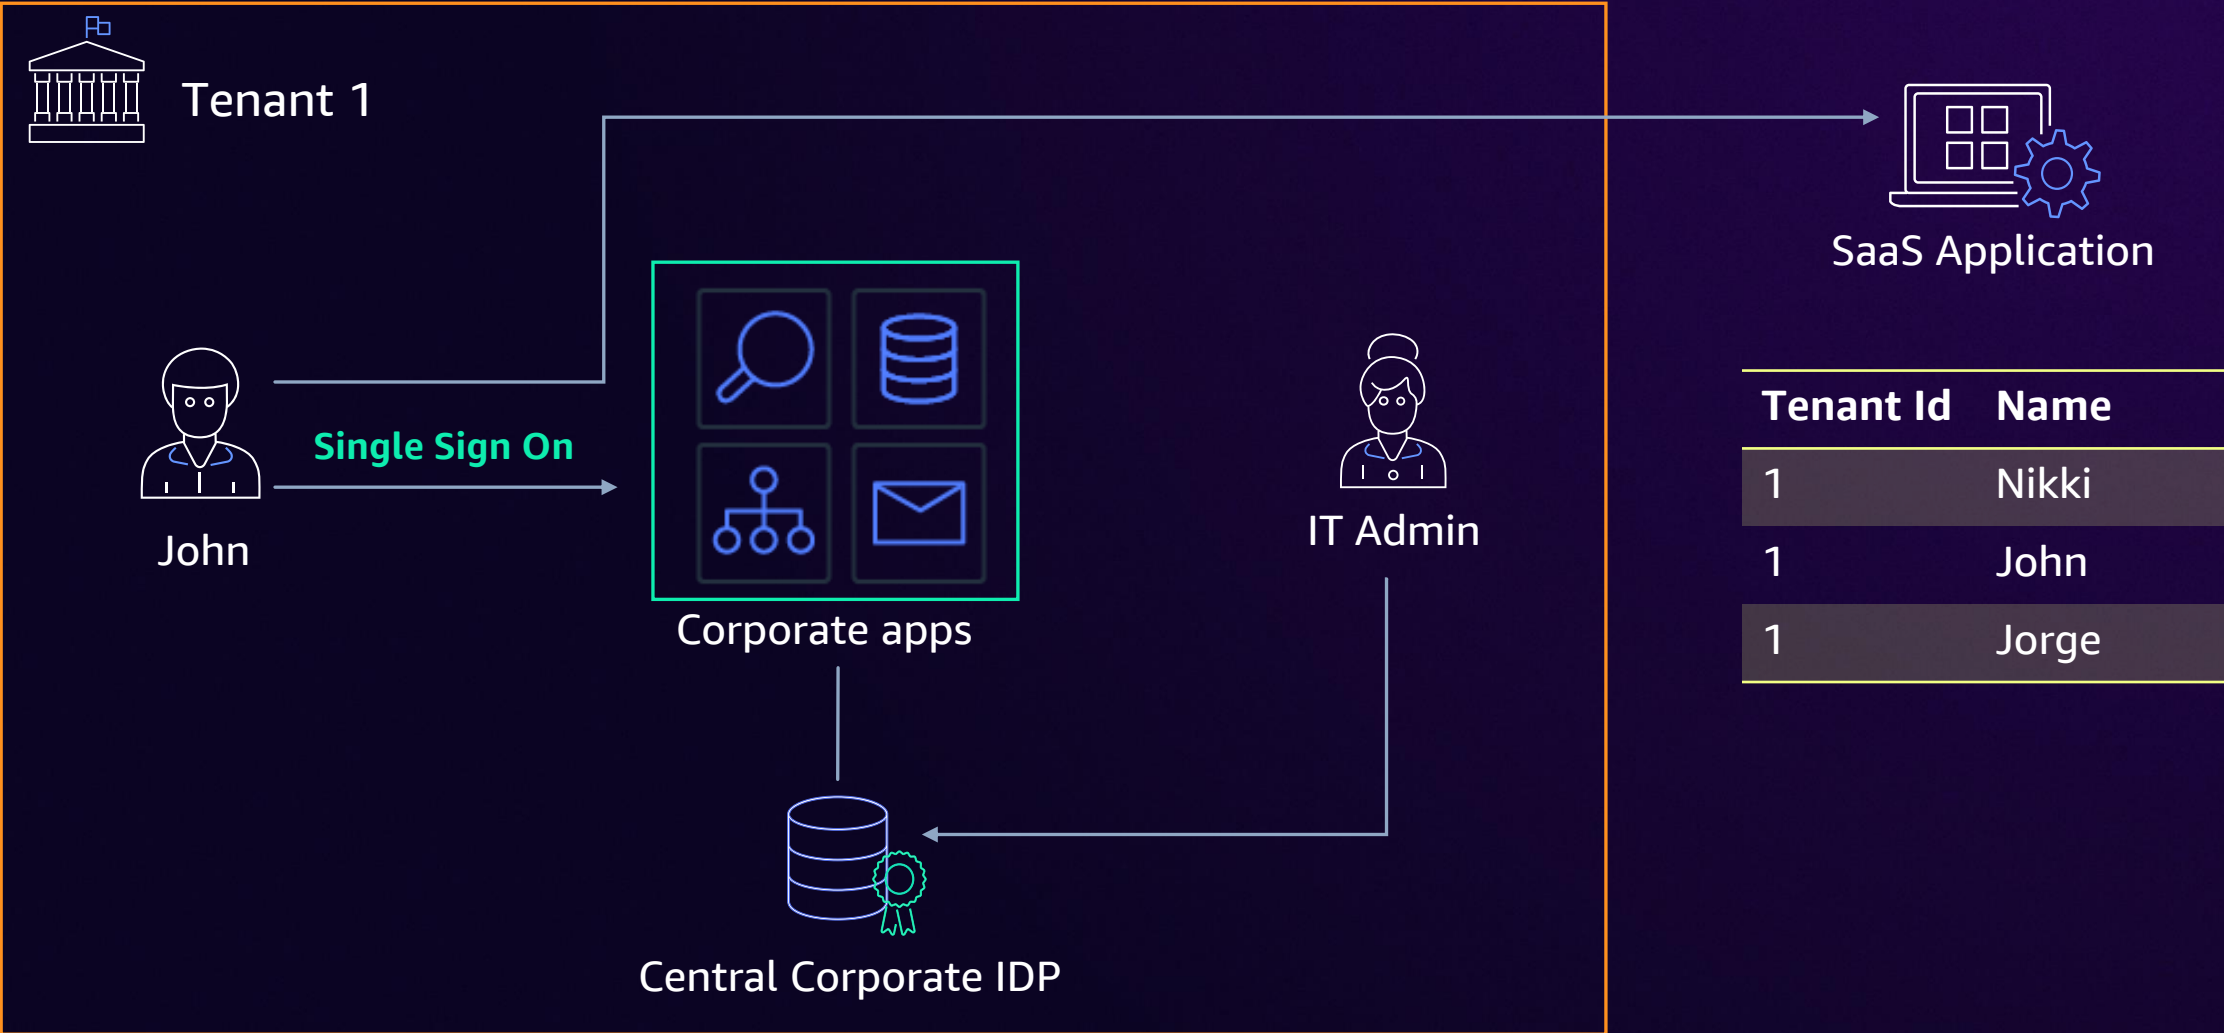 Tenant 1
SaaS Application
Single Sign On
John
Corporate apps
IT Admin
Central Corporate IDP
Tenant Id Name
1 Nikki
1 John
1 Jorge